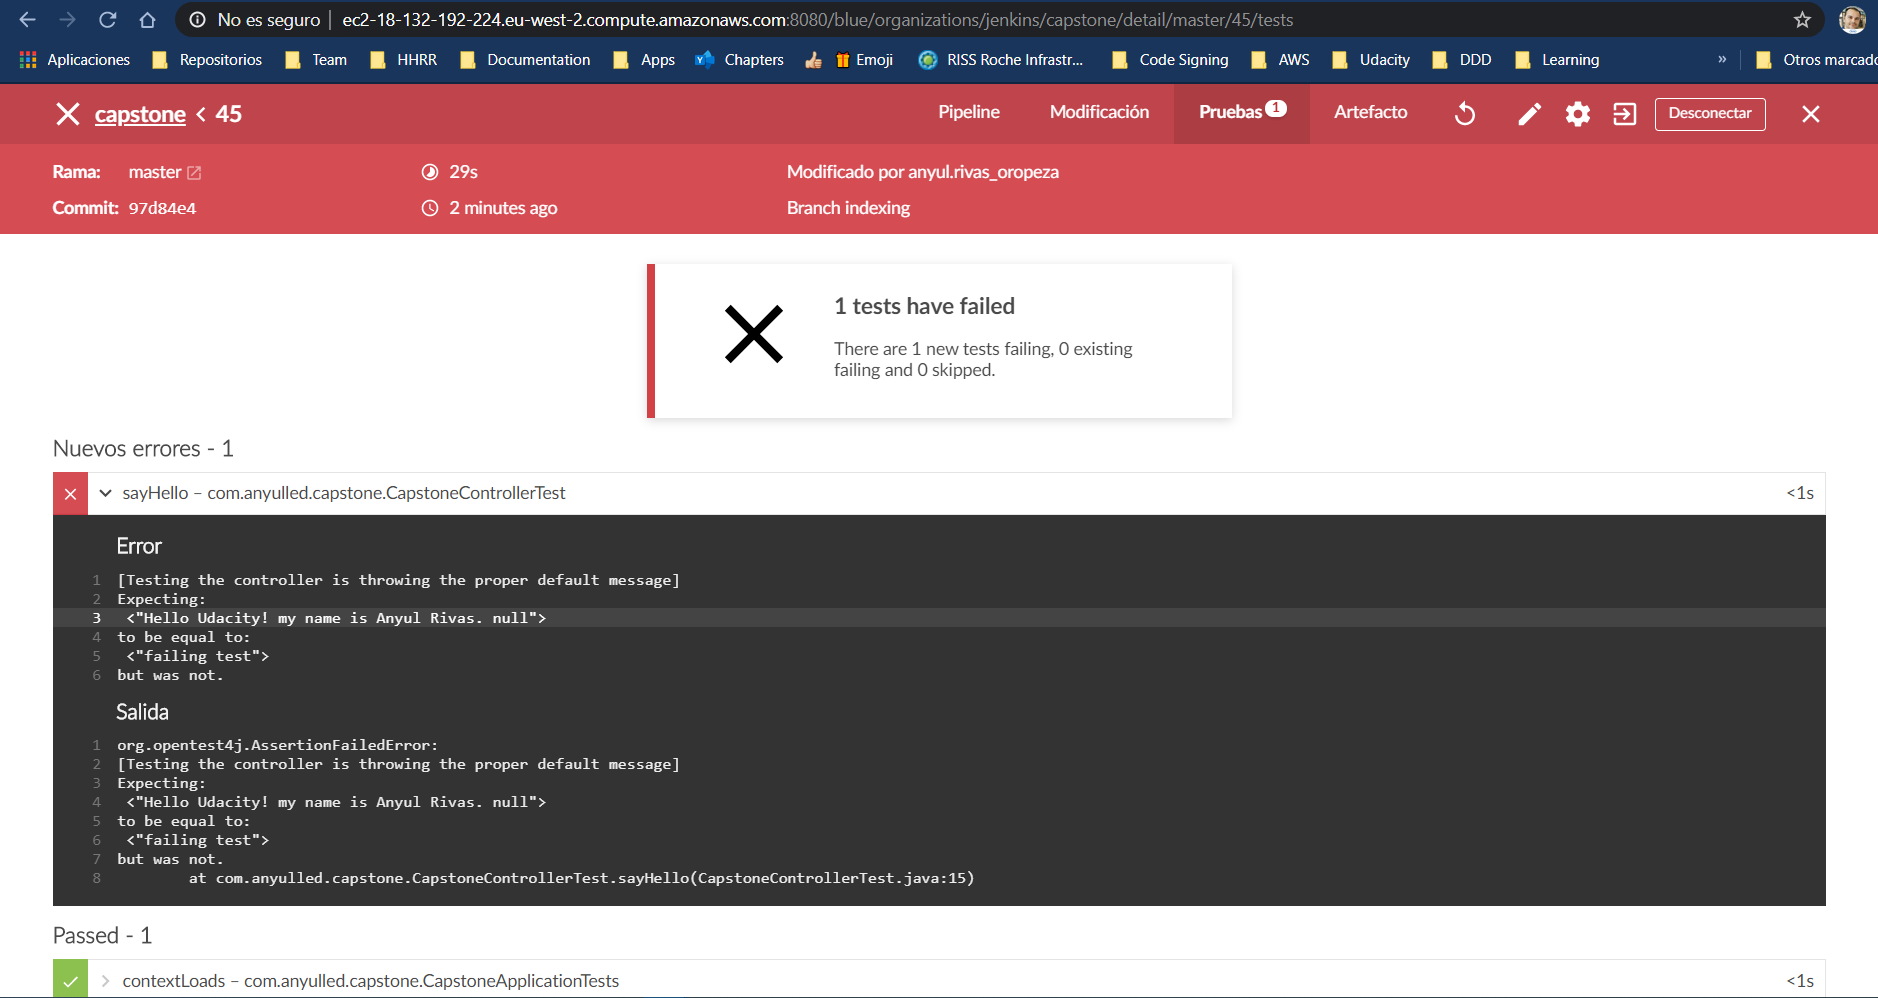 No es seguro | ec2-18-132-192-224.eu-west-2.compute.amazonaws.com:8080/blue/organizations/jenkins/capstone/detail/master/45/tests
Aplicaciones Repositorios Team HHRR Documentation Apps Chapters Emoji RISS Roche Infrastr... Code Signing AWS Udacity DDD Learning » Otros marcado
capstone < 45 Pipeline Modificación Pruebas 1 Artefacto Desconectar
Rama: master 29s Modificado por anyul.rivas_oropeza
Commit: 97d84e4 2 minutes ago Branch indexing
1 tests have failed
There are 1 new tests failing, 0 existing
failing and 0 skipped.
Nuevos errores - 1
sayHello – com.anyulled.capstone.CapstoneControllerTest <1s
Error
1 [Testing the controller is throwing the proper default message]
2 Expecting:
3 <"Hello Udacity! my name is Anyul Rivas. null">
4 to be equal to:
5 <"failing test">
6 but was not.
Salida
1 org.opentest4j.AssertionFailedError:
2 [Testing the controller is throwing the proper default message]
3 Expecting:
4 <"Hello Udacity! my name is Anyul Rivas. null">
5 to be equal to:
6 <"failing test">
7 but was not.
8 at com.anyulled.capstone.CapstoneControllerTest.sayHello(CapstoneControllerTest.java:15)
Passed - 1
contextLoads – com.anyulled.capstone.CapstoneApplicationTests <1s